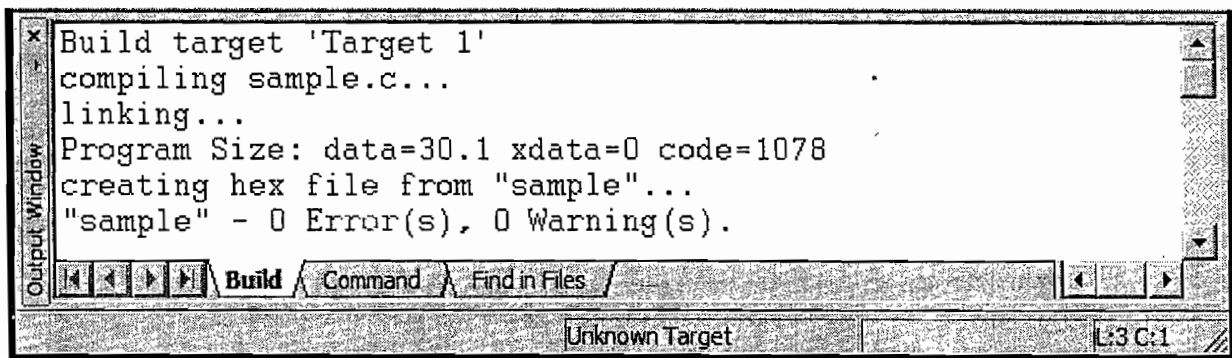 Build target 'Target 1'
compiling sample.c...
linking...
Program Size: data=30.1 xdata=0 code=1078
creating hex file from "sample"...
"sample" - 0 Error(s), 0 Warning(s).
Output Window
Build Command Find in Files
Unknown Target L:3 C:1